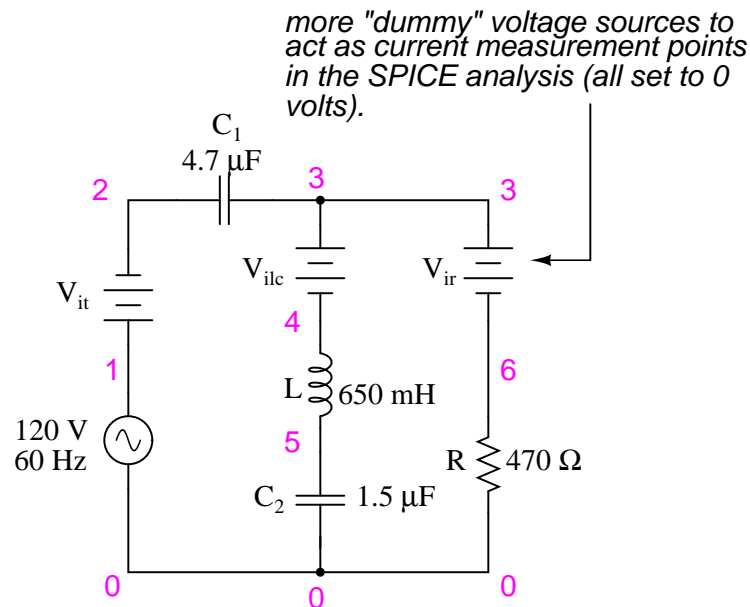 more "dummy" voltage sources to
act as current measurement points
in the SPICE analysis (all set to 0
volts).
C1
4.7 μF
2
3
3
Vit
Vilc
Vir
4
1
6
L
650 mH
120 V
60 Hz
5
R
470 Ω
C2
1.5 μF
0
0
0